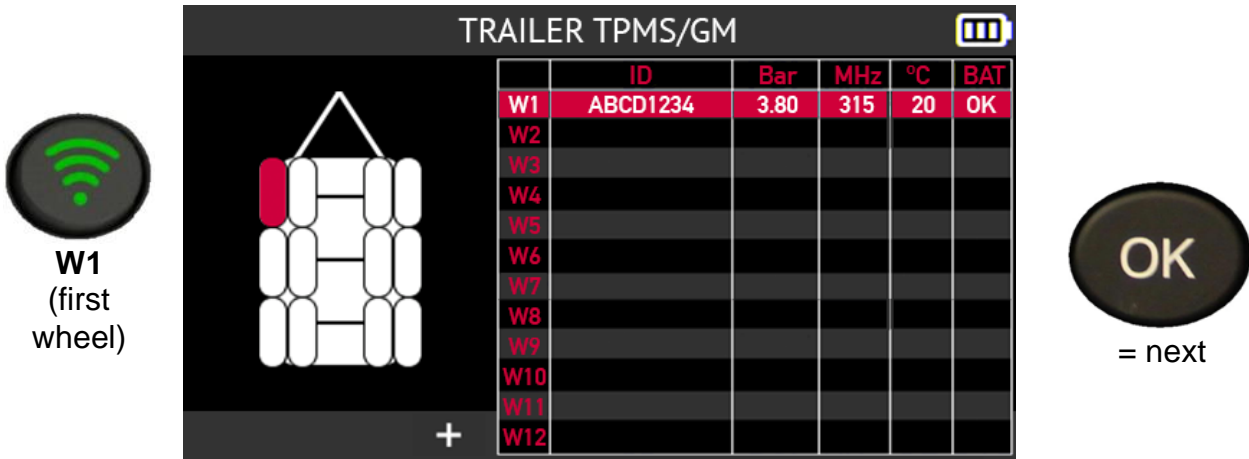 TRAILER TPMS/GM
ID Bar MHz °C BAT
W1 ABCD1234 3.80 315 20 OK
W2
W3
W4
W5
W6
W7
W8
W9
W10
W11
W12
+
W1
(first
wheel)
OK
= next